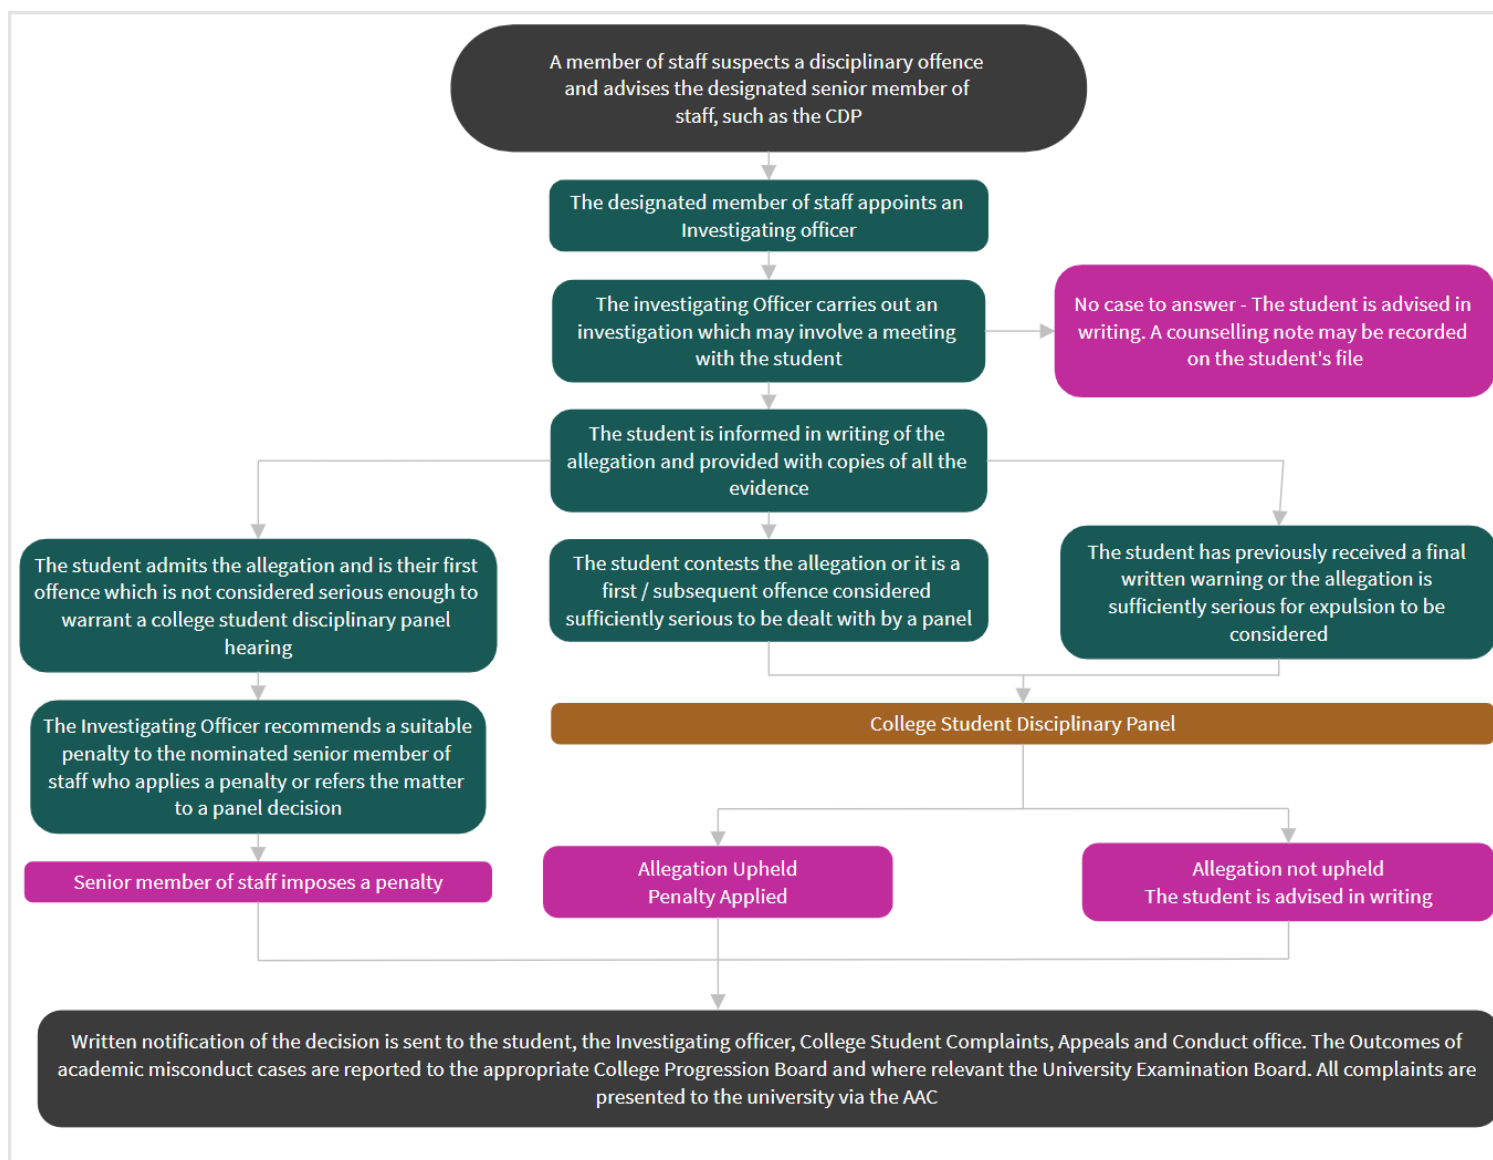 A member of staff suspects a disciplinary offence
and advises the designated senior member of
staff, such as the CDP
The designated member of staff appoints an
Investigating officer
The investigating Officer carries out an
investigation which may involve a meeting
with the student
No case to answer - The student is advised in
writing. A counselling note may be recorded
on the student's file
The student is informed in writing of the
allegation and provided with copies of all the
evidence
The student admits the allegation and is their first
offence which is not considered serious enough to
warrant a college student disciplinary panel
hearing
The student contests the allegation or it is a
first / subsequent offence considered
sufficiently serious to be dealt with by a panel
The student has previously received a final
written warning or the allegation is
sufficiently serious for expulsion to be
considered
The Investigating Officer recommends a suitable
penalty to the nominated senior member of
staff who applies a penalty or refers the matter
to a panel decision
College Student Disciplinary Panel
Senior member of staff imposes a penalty
Allegation Upheld
Penalty Applied
Allegation not upheld
The student is advised in writing
Written notification of the decision is sent to the student, the Investigating officer, College Student Complaints, Appeals and Conduct office. The Outcomes of
academic misconduct cases are reported to the appropriate College Progression Board and where relevant the University Examination Board. All complaints are
presented to the university via the AAC